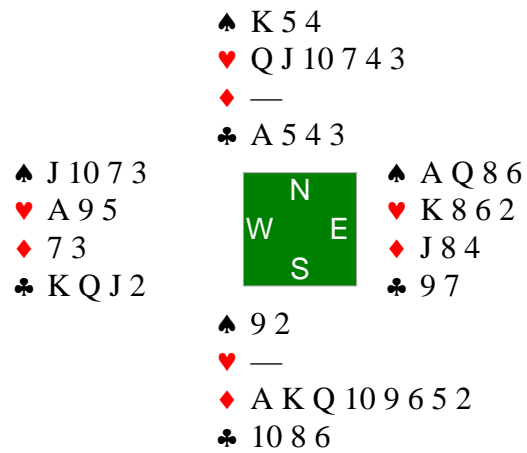 ♠ K 5 4
♥ Q J 10 7 4 3
♦ —
♣ A 5 4 3
♠ J 10 7 3
♥ A 9 5
♦ 7 3
♣ K Q J 2
N
W E
S
♠ A Q 8 6
♥ K 8 6 2
♦ J 8 4
♣ 9 7
♠ 9 2
♥ —
♦ A K Q 10 9 6 5 2
♣ 10 8 6